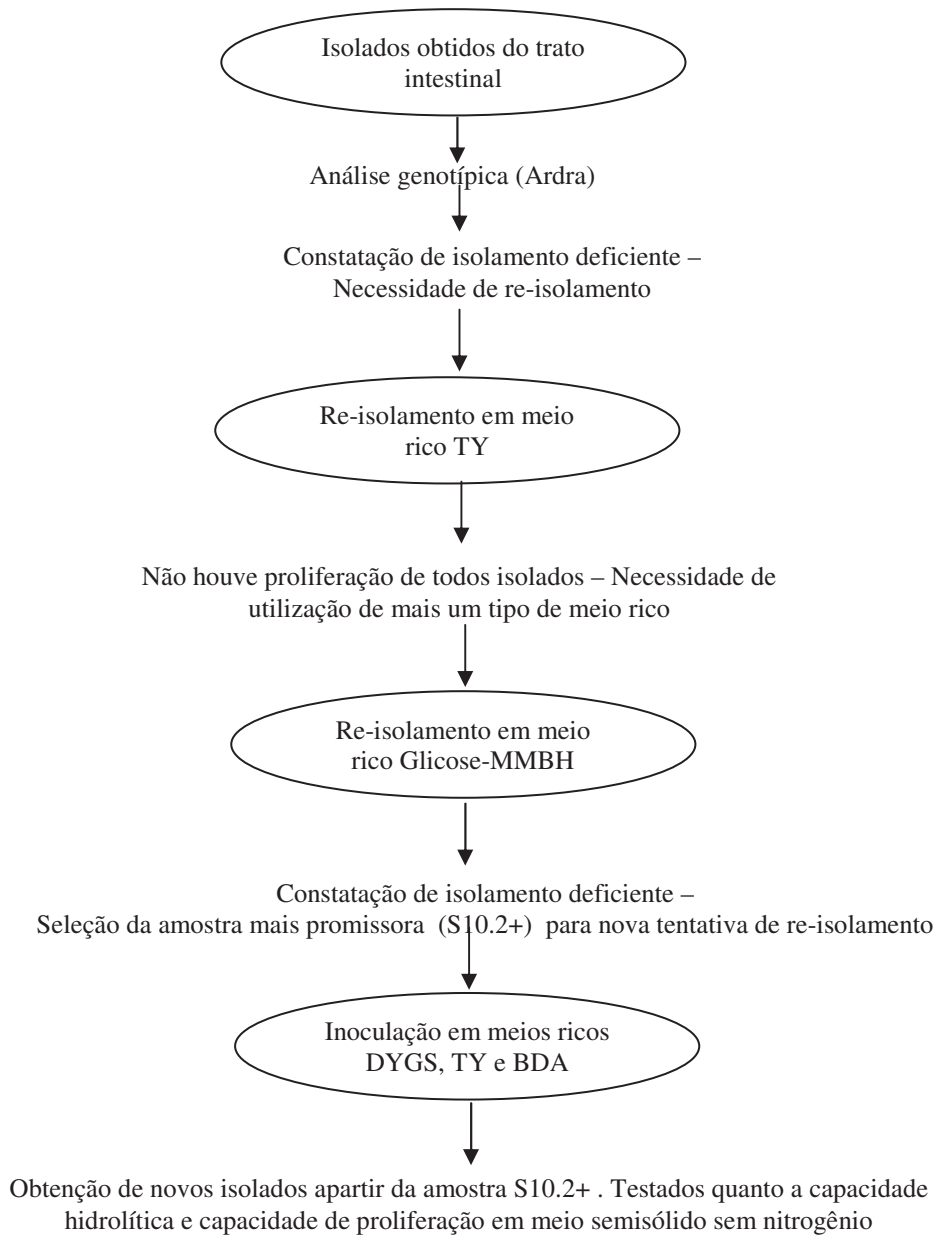 Isolados obtidos do trato
intestinal
Análise genotípica (Ardra)
Constatação de isolamento deficiente –
Necessidade de re-isolamento
Re-isolamento em meio
rico TY
Não houve proliferação de todos isolados – Necessidade de
utilização de mais um tipo de meio rico
Re-isolamento em meio
rico Glicose-MMBH
Constatação de isolamento deficiente –
Seleção da amostra mais promissora (S10.2+) para nova tentativa de re-isolamento
Inoculação em meios ricos
DYGS, TY e BDA
Obtenção de novos isolados apartir da amostra S10.2+ . Testados quanto a capacidade
hidrolítica e capacidade de proliferação em meio semisólido sem nitrogênio